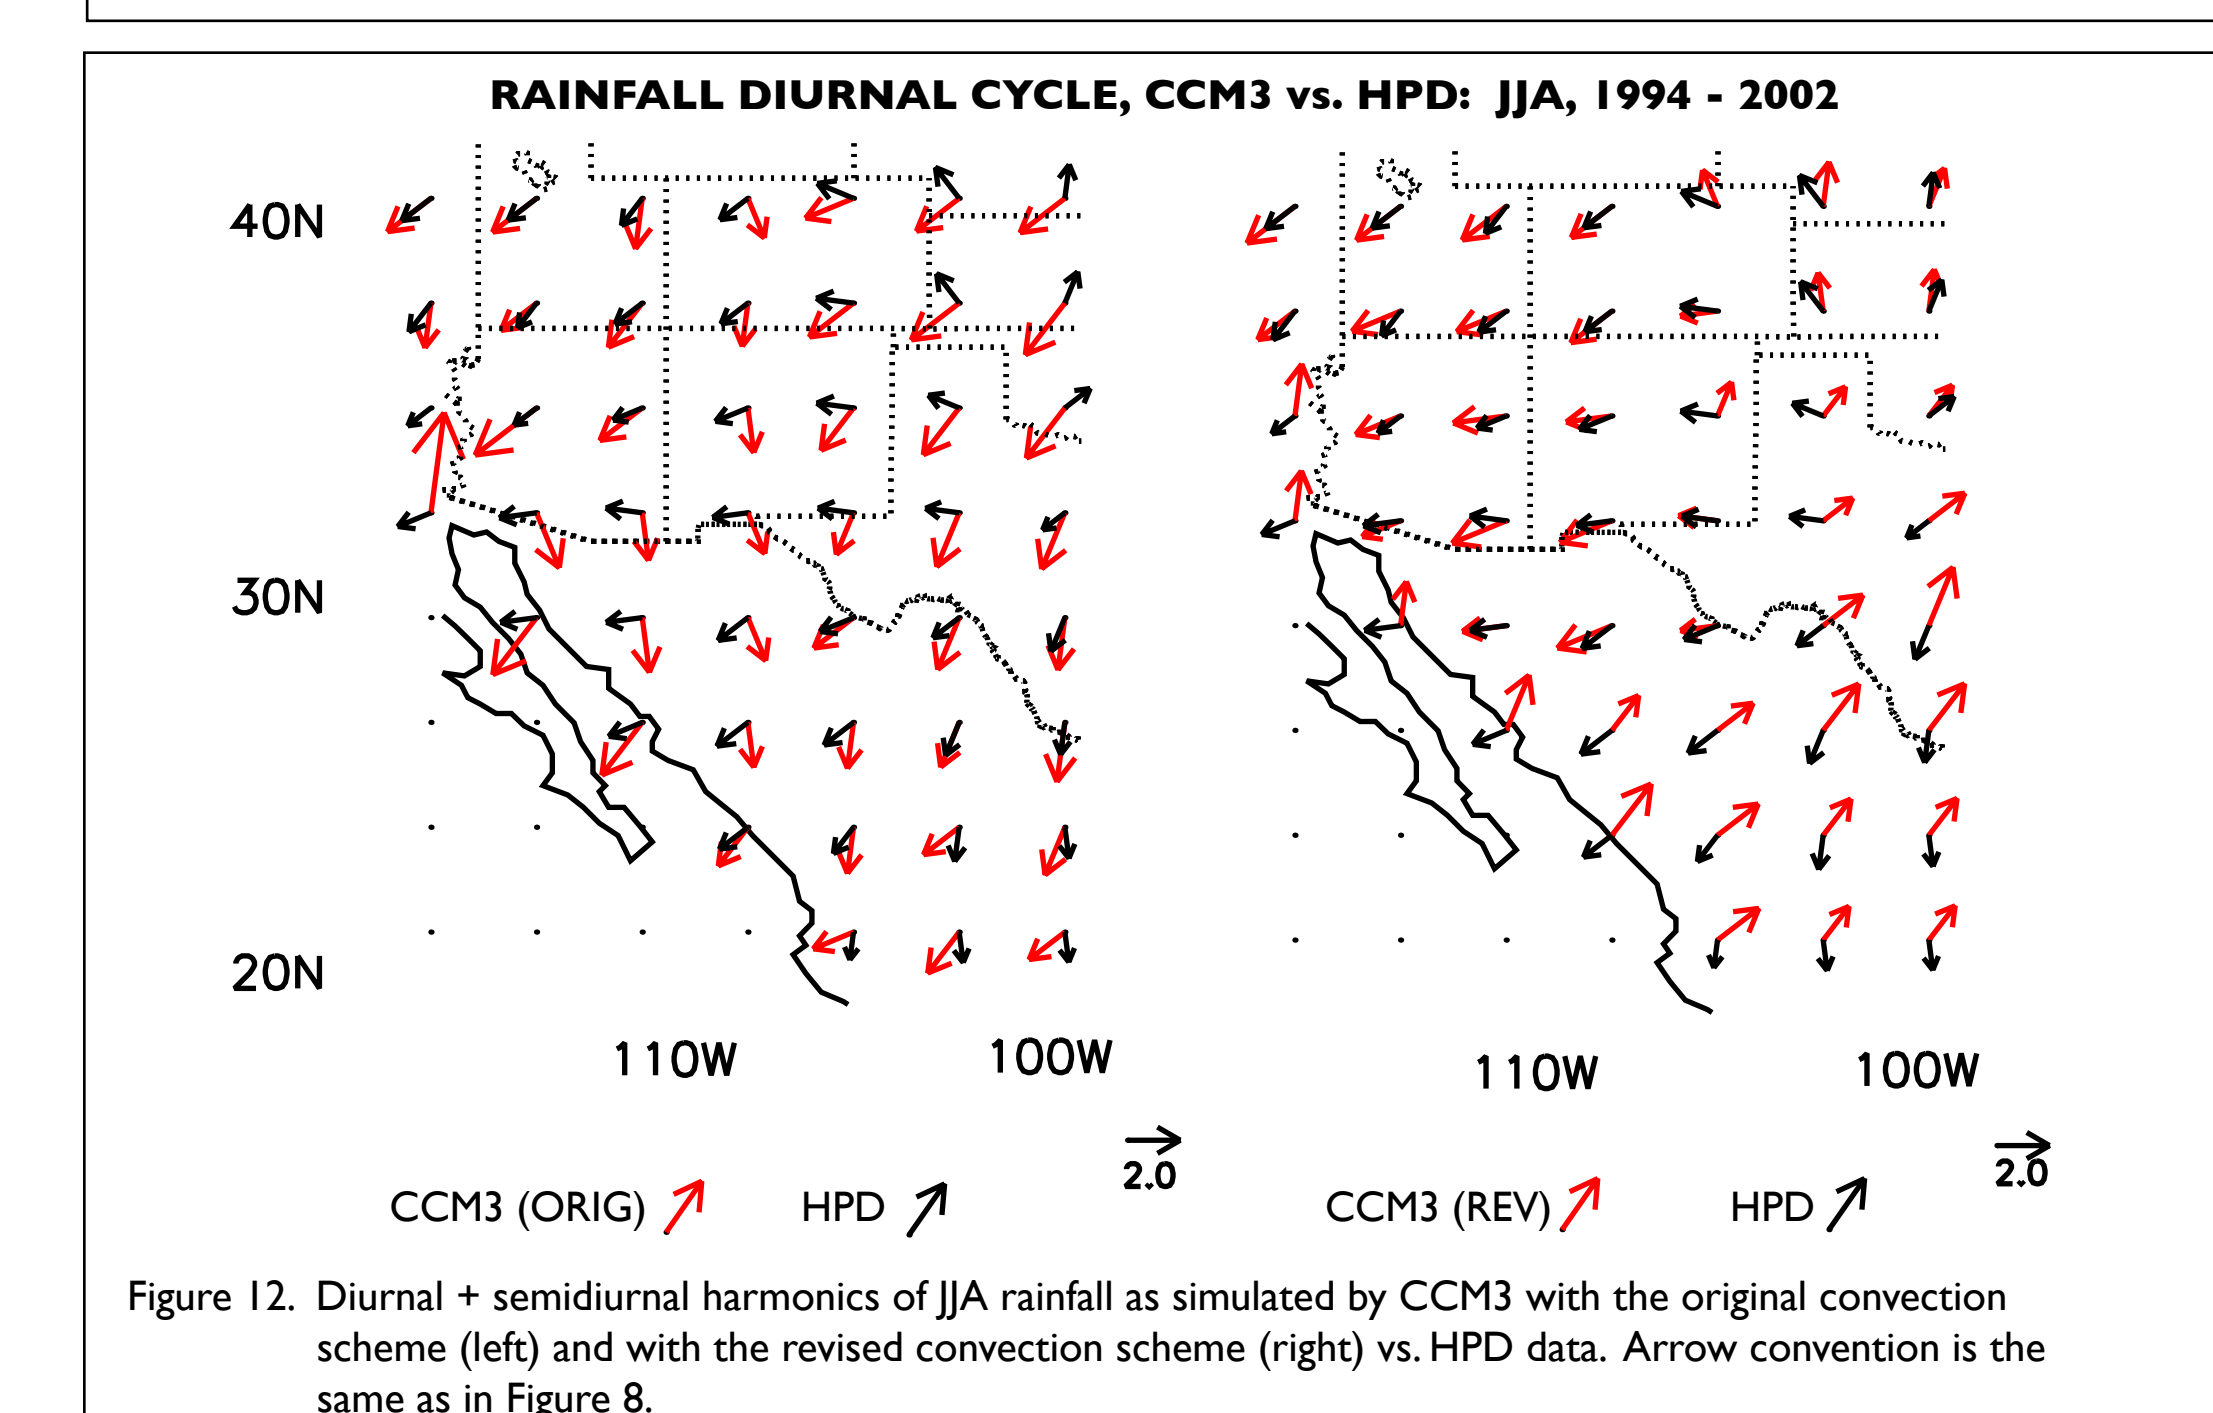 RAINFALL DIURNAL CYCLE, CCM3 vs. HPD: JJA, 1994 - 2002
40N
30N
20N
110W
100W
110W
100W
2.0
2.0
CCM3 (ORIG)
HPD
CCM3 (REV)
HPD
Figure 12. Diurnal + semidiurnal harmonics of JJA rainfall as simulated by CCM3 with the original convection
scheme (left) and with the revised convection scheme (right) vs. HPD data. Arrow convention is the
same as in Figure 8.